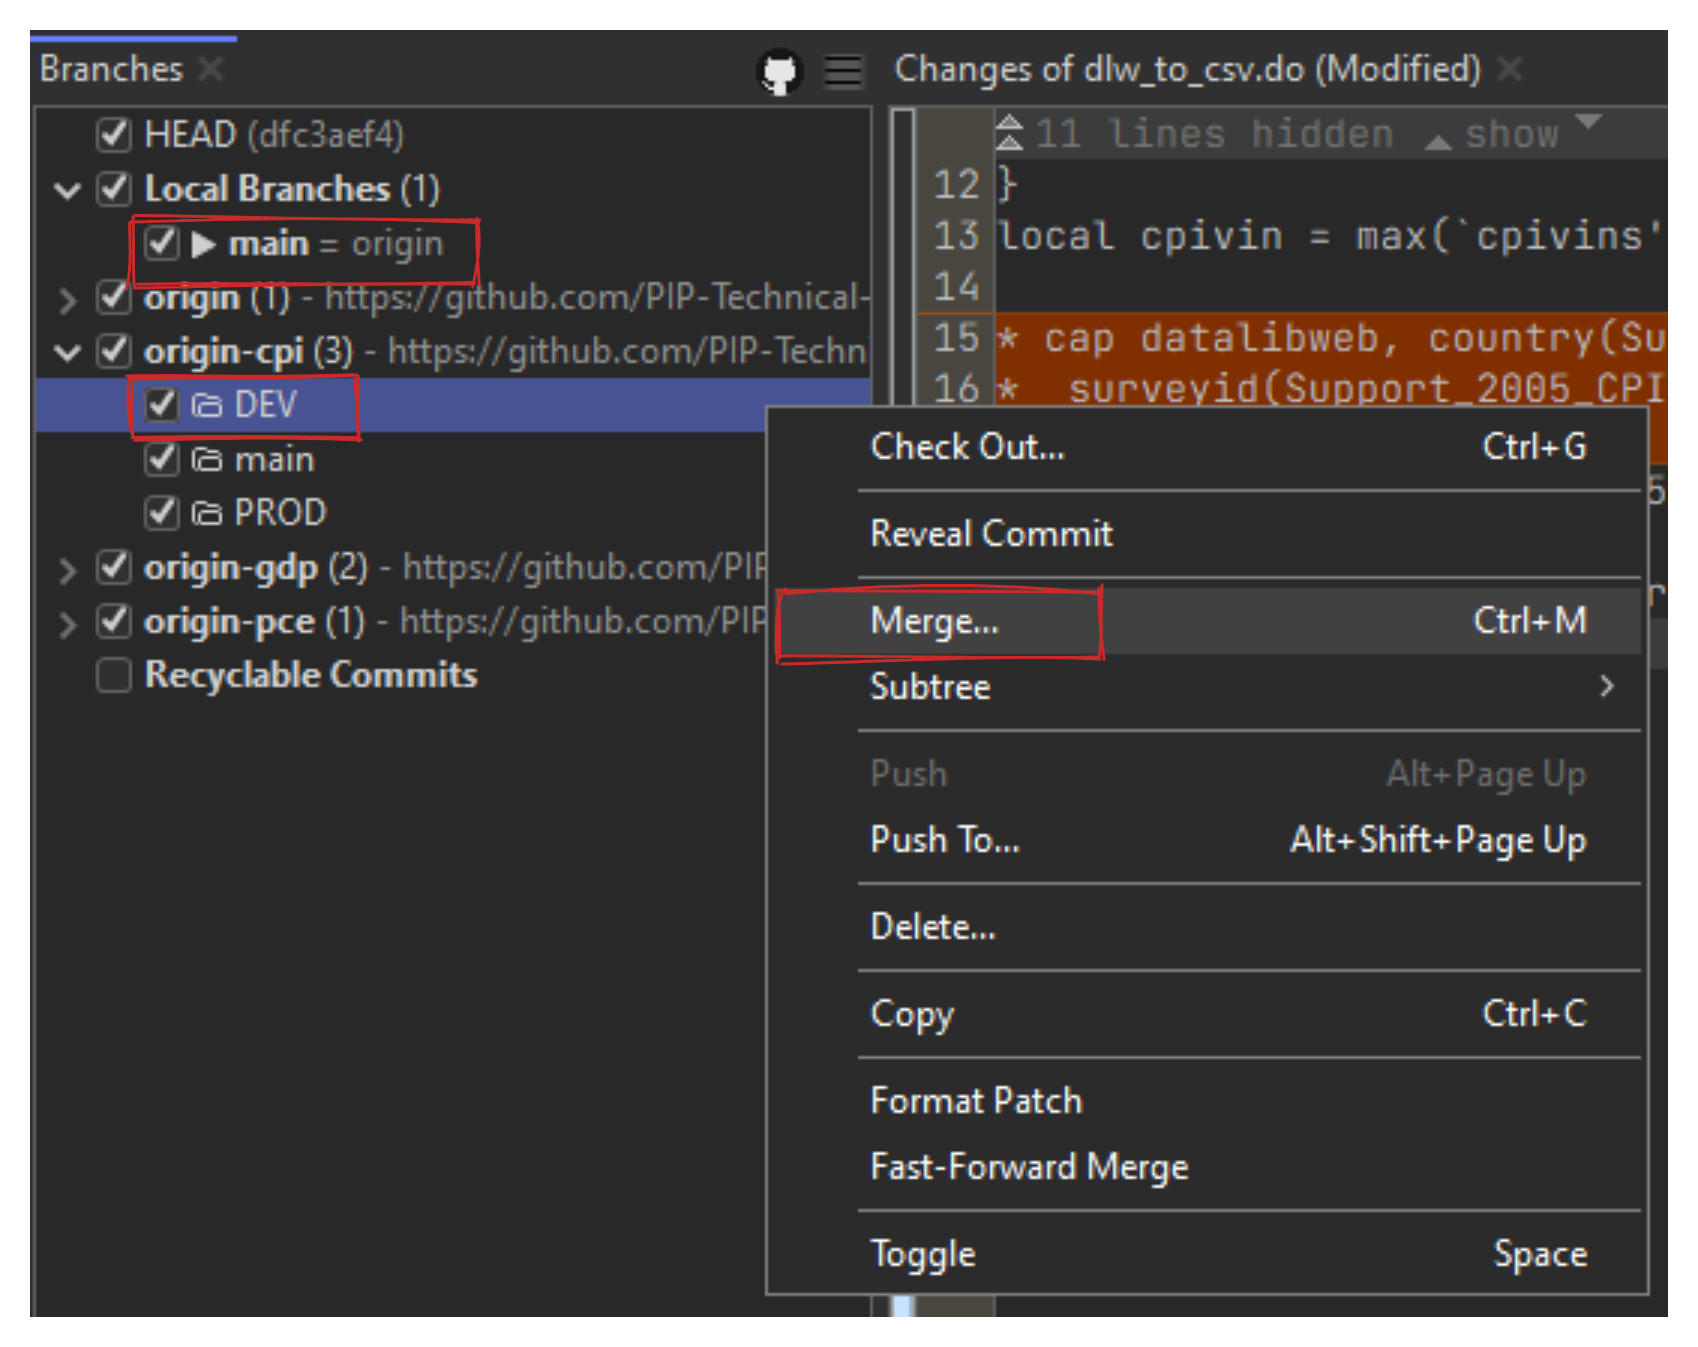 Branches
HEAD (dfc3aef4)
Local Branches (1)
main = origin
origin (1) - https://github.com/PIP-Technical-
origin-cpi (3) - https://github.com/PIP-Techn
DEV
main
PROD
origin-gdp (2) - https://github.com/PIP
origin-pce (1) - https://github.com/PIP
Recyclable Commits
Changes of dlw_to_csv.do (Modified)
11 lines hidden show
12 }
13 local cpivin = max(`cpivins'
14
15 * cap datalibweb, country(Su
16 *  surveyid(Support_2005_CPI
5
r
Check Out... Ctrl+G
Reveal Commit
Merge... Ctrl+M
Subtree
Push Alt+Page Up
Push To... Alt+Shift+Page Up
Delete...
Copy Ctrl+C
Format Patch
Fast-Forward Merge
Toggle Space